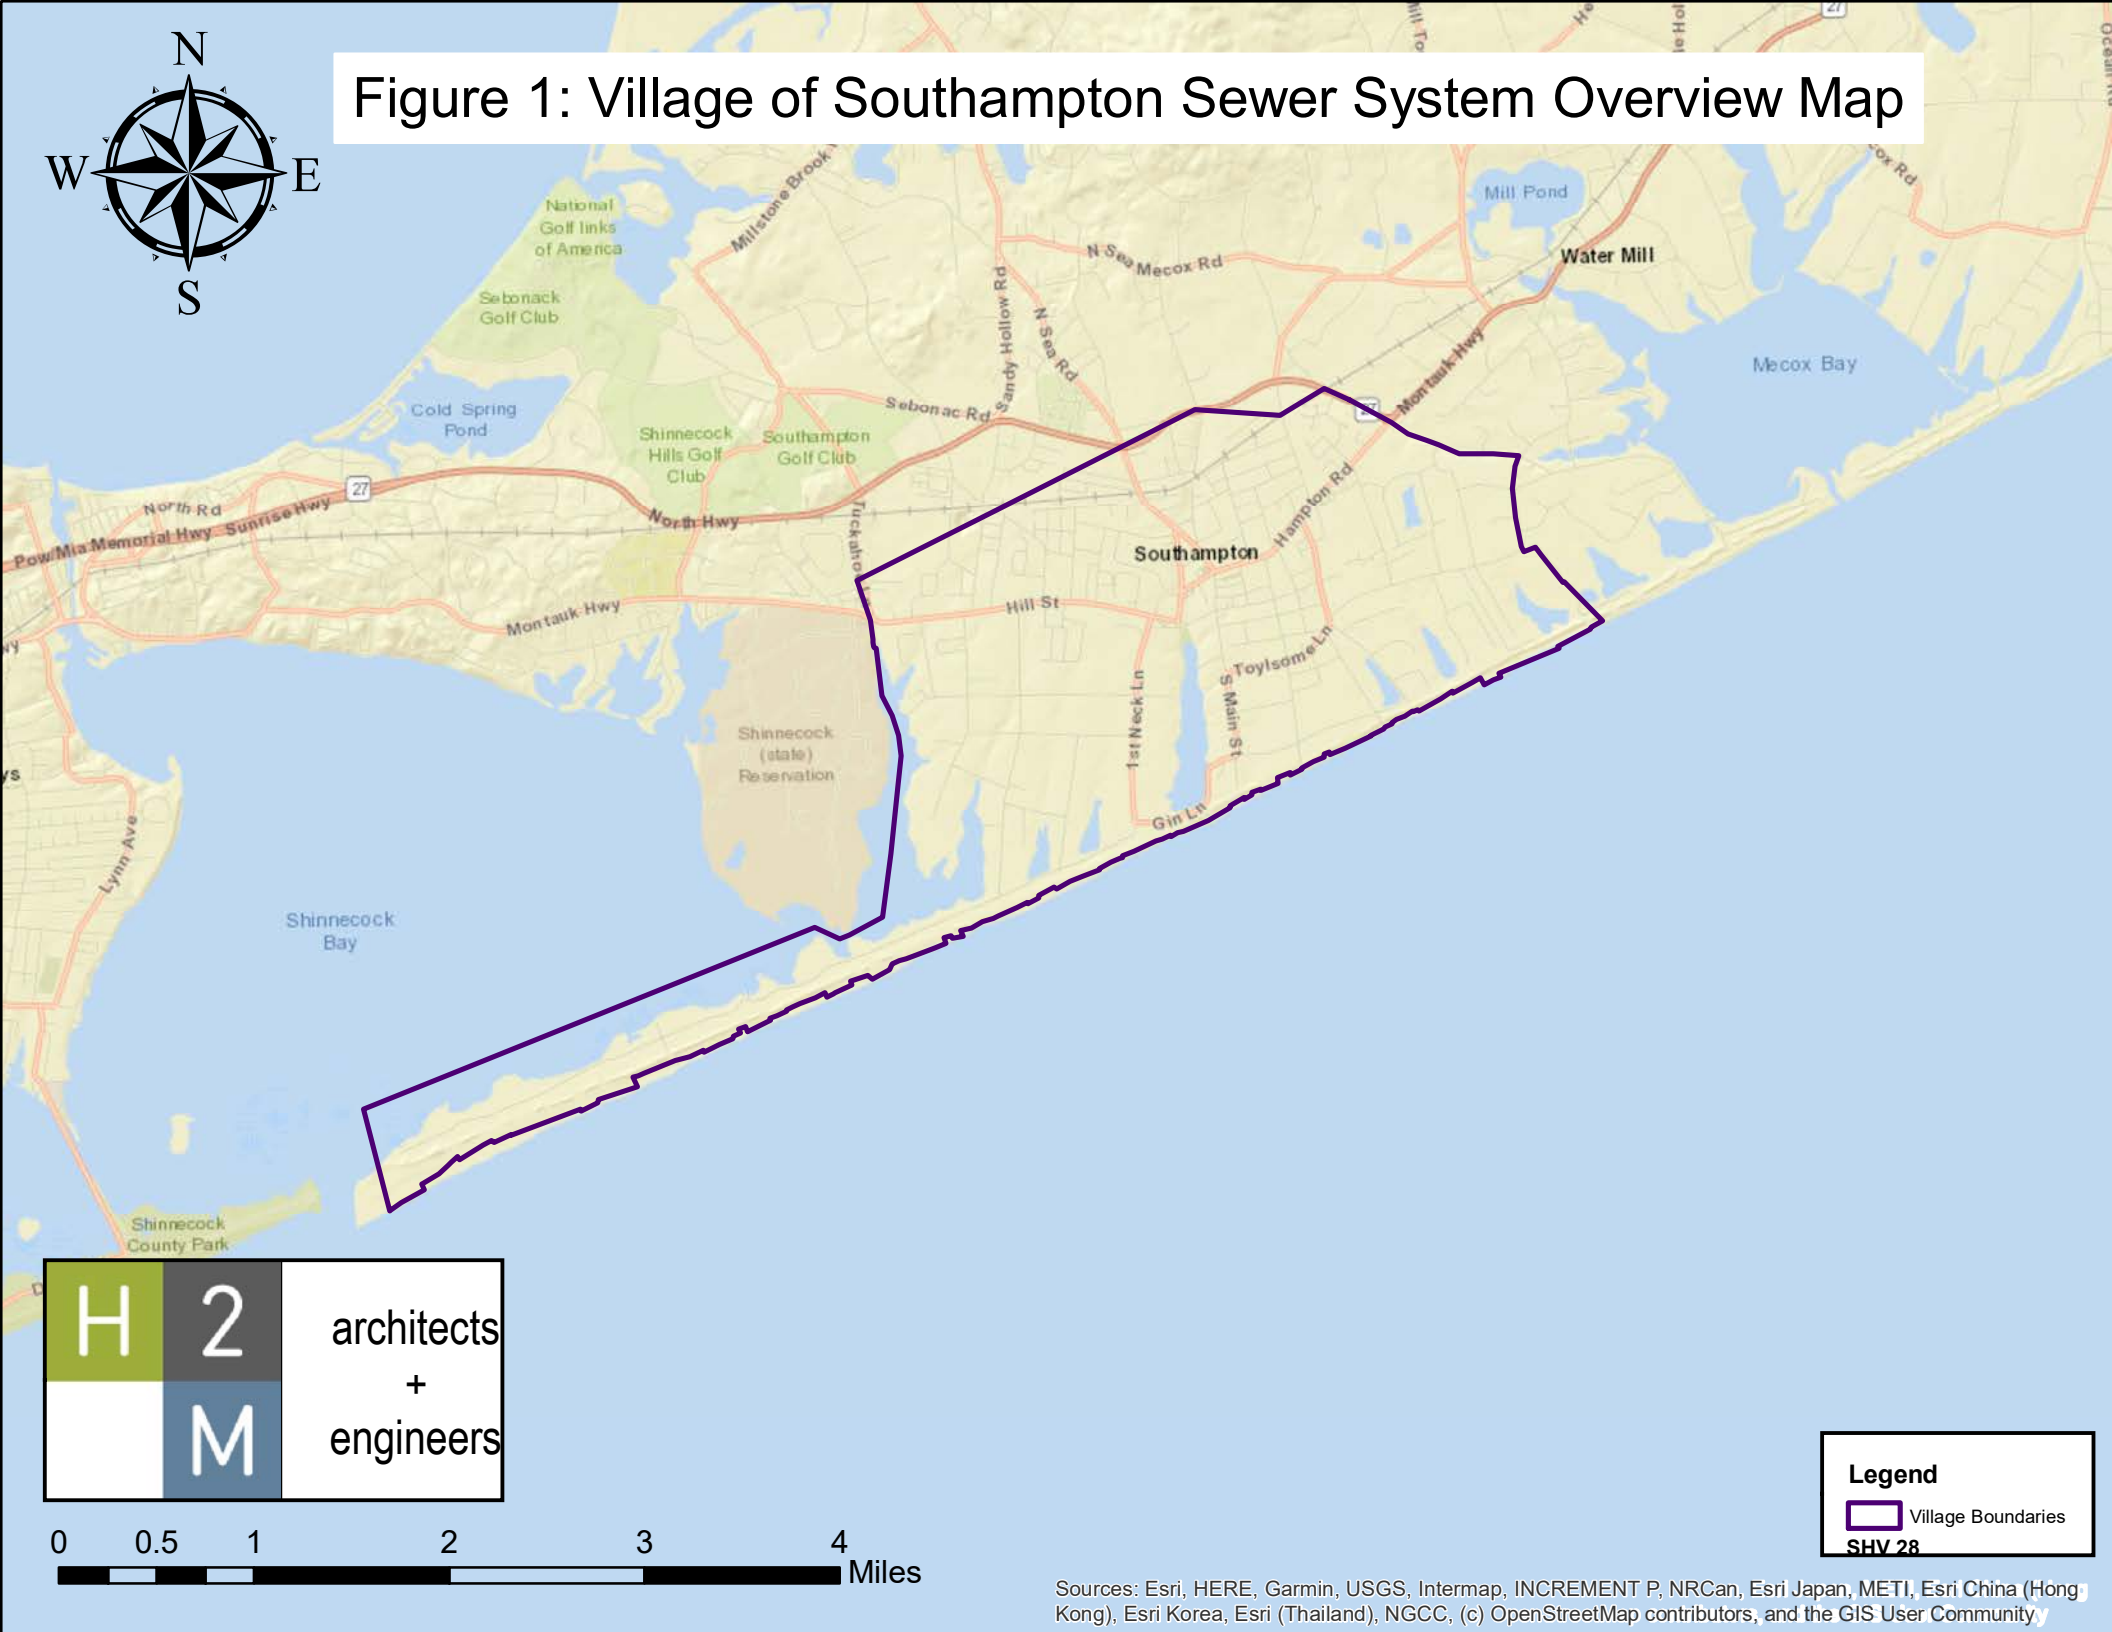 N
W
E
S
Figure 1: Village of Southampton Sewer System Overview Map
27
Millstone Brook
National
Golf links
of America
Sebonack
Golf Club
Mill Pond
Water Mill
N Sea Mecox Rd
Sandy Hollow Rd
N Sea Rd
Mecox Bay
Cold Spring
Pond
Sebonac Rd
Montauk Hwy
27
Shinnecock
Hills Golf
Club
Southampton
Golf Club
27
North Rd
Pow/Mia Memorial Hwy
Sunrise Hwy
North Hwy
Hampton Rd
Southampton
Montauk Hwy
Hill St
Toylsome Ln
1st Neck Ln
S Main St
Shinnecock
(state)
Reservation
Lynn Ave
Gin Ln
Shinnecock
Bay
Shinnecock
County Park
H
2
M
architects
+
engineers
0
0.5
1
2
3
4
Miles
Legend
Village Boundaries
SHV 28
Sources: Esri, HERE, Garmin, USGS, Intermap, INCREMENT P, NRCan, Esri Japan, METI, Esri China (Hong
Kong), Esri Korea, Esri (Thailand), NGCC, (c) OpenStreetMap contributors, and the GIS User Community